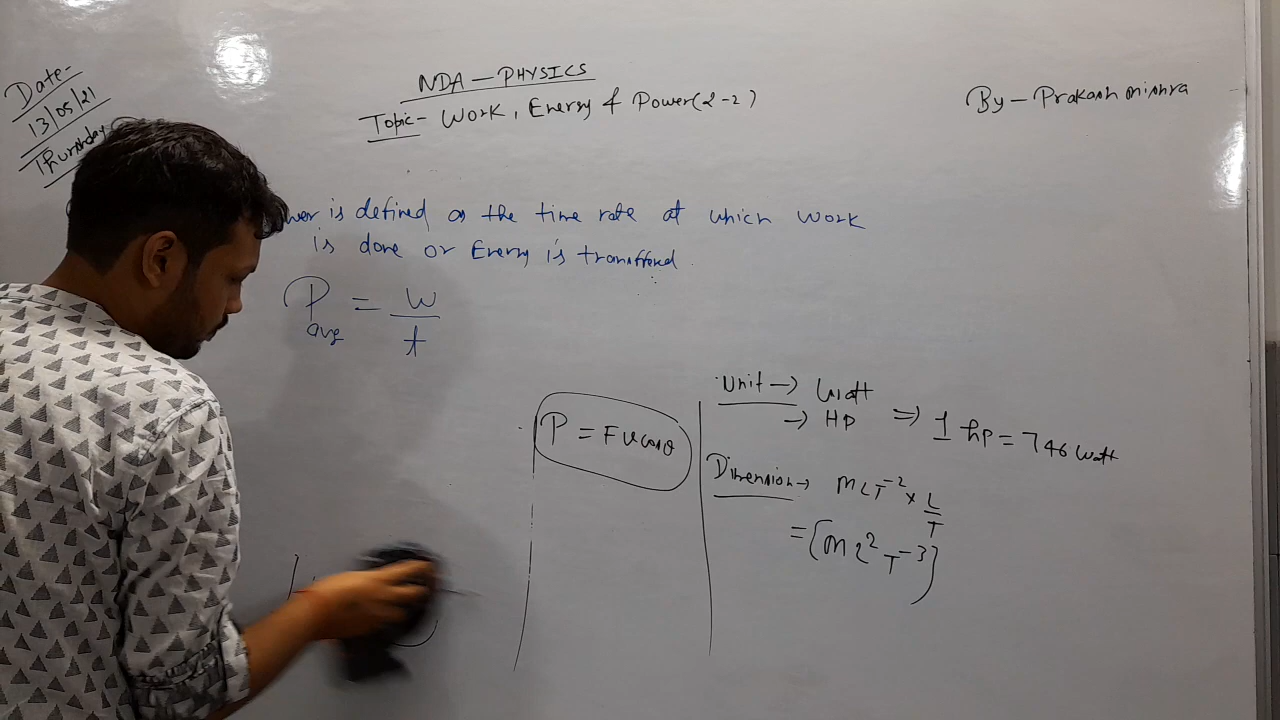 Date-
13/05/21
Thursday
NDA - PHYSICS
Topic - Work, Energy & Power (2-2)
By - Prakash mishra
wer is defined as the time rate at which work
is done or Energy is transffered.
P avg = W/t
P = Fv cosθ
Unit → Watt
→ HP ⇒ 1 hp = 746 watt
Dimension → MLT⁻² × L/T
= [ML²T⁻³]